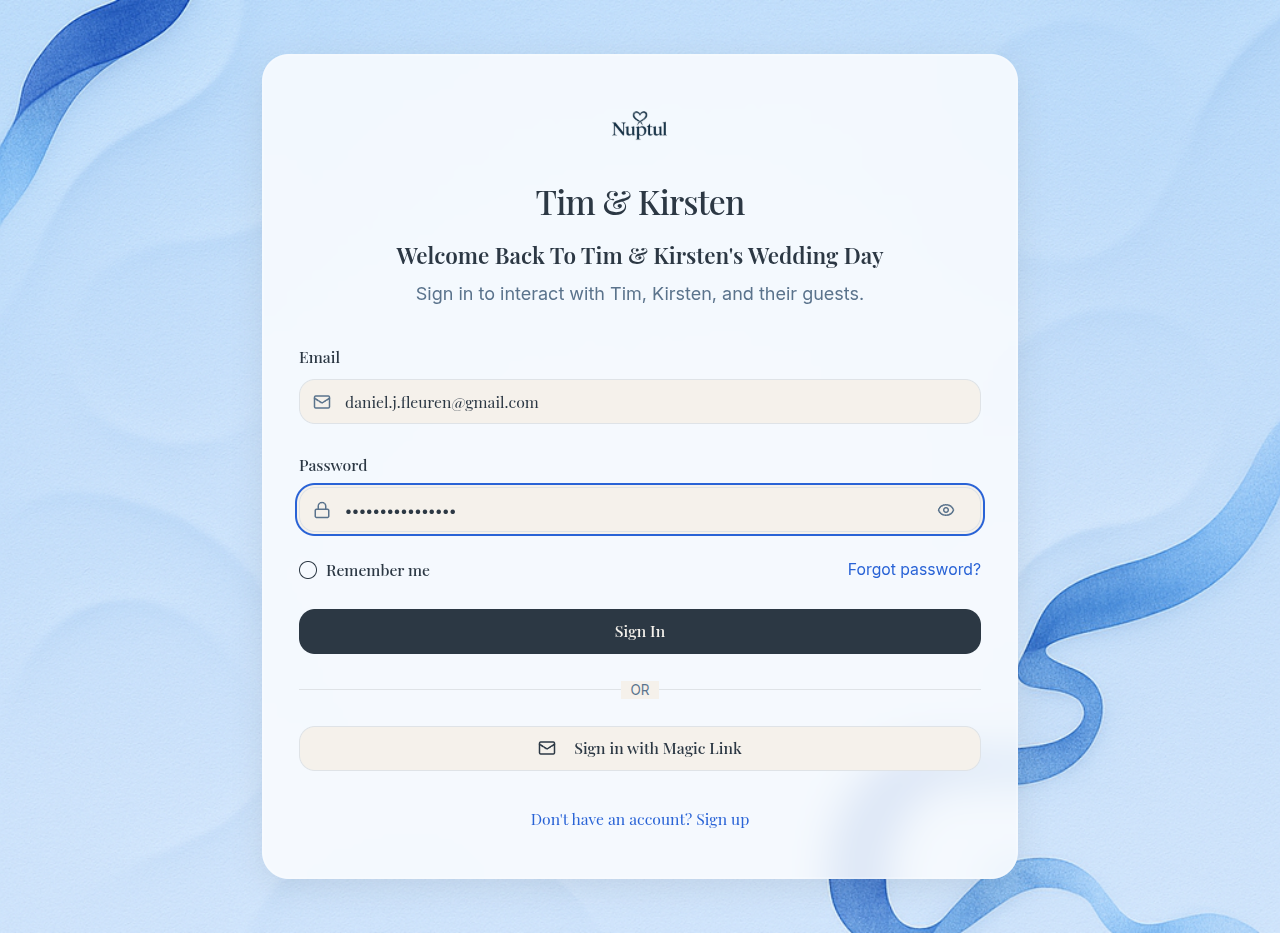 Nuptul
Tim & Kirsten
Welcome Back To Tim & Kirsten's Wedding Day
Sign in to interact with Tim, Kirsten, and their guests.
Email
daniel.j.fleuren@gmail.com
Password
••••••••••••••••
Remember me
Forgot password?
Sign In
OR
Sign in with Magic Link
Don't have an account? Sign up